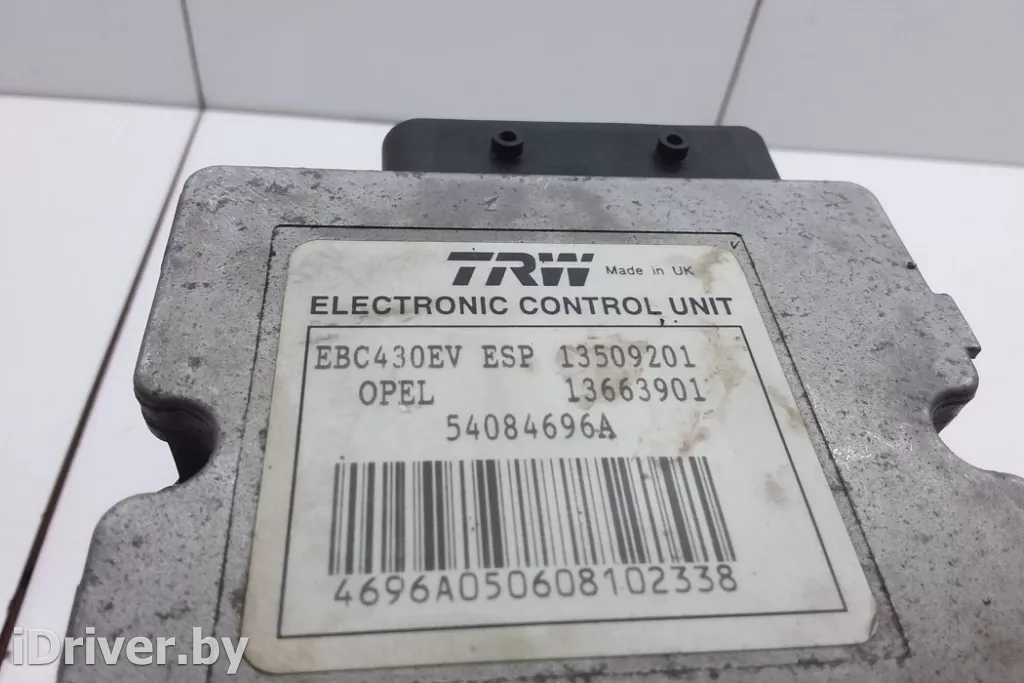 TRW Made in UK
ELECTRONIC CONTROL UNIT
EBC430EV ESP 13509201
OPEL 13663901
54084696A
4696A050608102338
iDriver.by